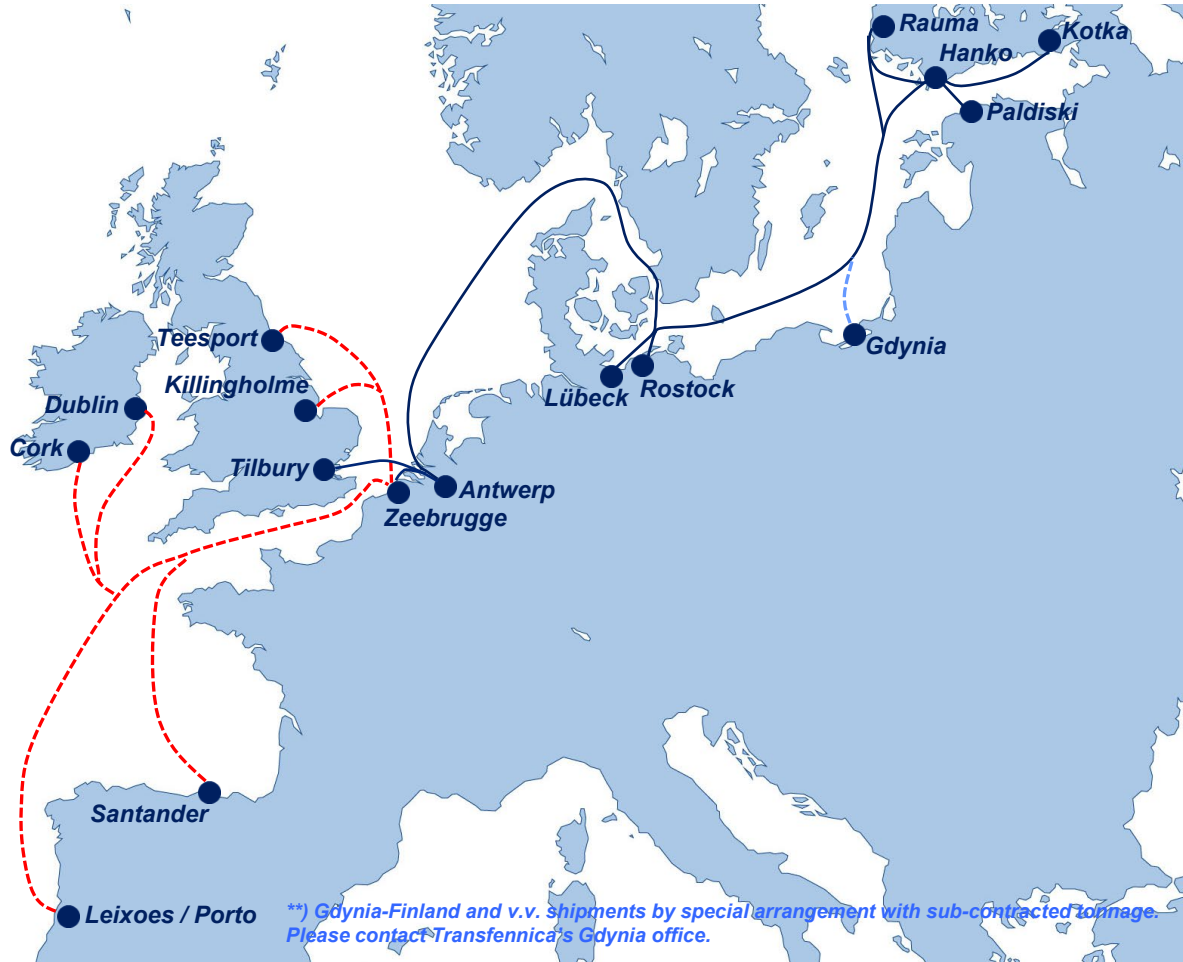 Rauma
Kotka
Hanko
Paldiski
Teesport
Gdynia
Killingholme
Lübeck
Rostock
Dublin
Cork
Tilbury
Antwerp
Zeebrugge
Santander
Leixoes / Porto
**) Gdynia-Finland and v.v. shipments by special arrangement with sub-contracted tonnage.
Please contact Transfennica's Gdynia office.